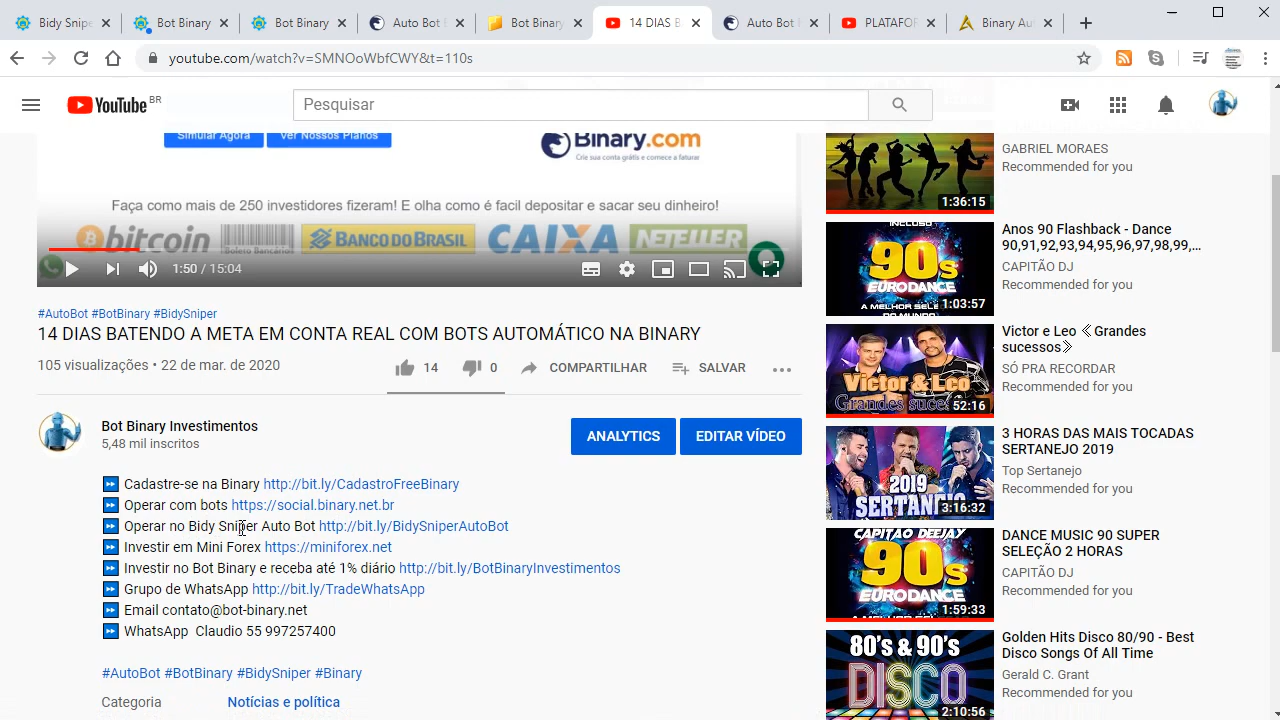 Bidy Snipe
Bot Binary
Bot Binary
Auto Bot
Bot Binary
14 DIAS B
Auto Bot
PLATAFOR
Binary Au
youtube.com/watch?v=SMNOoWbfCWY&t=110s
YouTube BR
Pesquisar
Simular Agora
Ver Nossos Planos
Binary.com
Crie sua conta grátis e comece a faturar
Faça como mais de 250 investidores fizeram! E olha como é facil depositar e sacar seu dinheiro!
bitcoin
Boleto Bancário
BANCO DO BRASIL
CAIXA
NETELLER
1:50 / 15:04
#AutoBot #BotBinary #BidySniper
14 DIAS BATENDO A META EM CONTA REAL COM BOTS AUTOMÁTICO NA BINARY
105 visualizações • 22 de mar. de 2020
14
0
COMPARTILHAR
SALVAR
Bot Binary Investimentos
5,48 mil inscritos
ANALYTICS
EDITAR VÍDEO
Cadastre-se na Binary http://bit.ly/CadastroFreeBinary
Operar com bots https://social.binary.net.br
Operar no Bidy Sniper Auto Bot http://bit.ly/BidySniperAutoBot
Investir em Mini Forex https://miniforex.net
Investir no Bot Binary e receba até 1% diário http://bit.ly/BotBinaryInvestimentos
Grupo de WhatsApp http://bit.ly/TradeWhatsApp
Email contato@bot-binary.net
WhatsApp Claudio 55 997257400
#AutoBot #BotBinary #BidySniper #Binary
Categoria
Notícias e política
1:36:15
GABRIEL MORAES
Recommended for you
INCLUSO
90s
EURODANCE
A MELHOR SELEÇ
DO MUNDO
1:03:57
Anos 90 Flashback - Dance
90,91,92,93,94,95,96,97,98,99,...
CAPITÃO DJ
Recommended for you
Victor & Leo
Grandes sucessos
52:16
Victor e Leo ≪Grandes
sucessos≫
SÓ PRA RECORDAR
Recommended for you
2019
SERTANEJO
3:16:32
3 HORAS DAS MAIS TOCADAS
SERTANEJO 2019
Top Sertanejo
Recommended for you
CAPITÃO DEEJAY
90s
EURODANCE
1:59:33
DANCE MUSIC 90 SUPER
SELEÇÃO 2 HORAS
CAPITÃO DJ
Recommended for you
80's & 90's
DISCO
2:10:56
Golden Hits Disco 80/90 - Best
Disco Songs Of All Time
Gerald C. Grant
Recommended for you